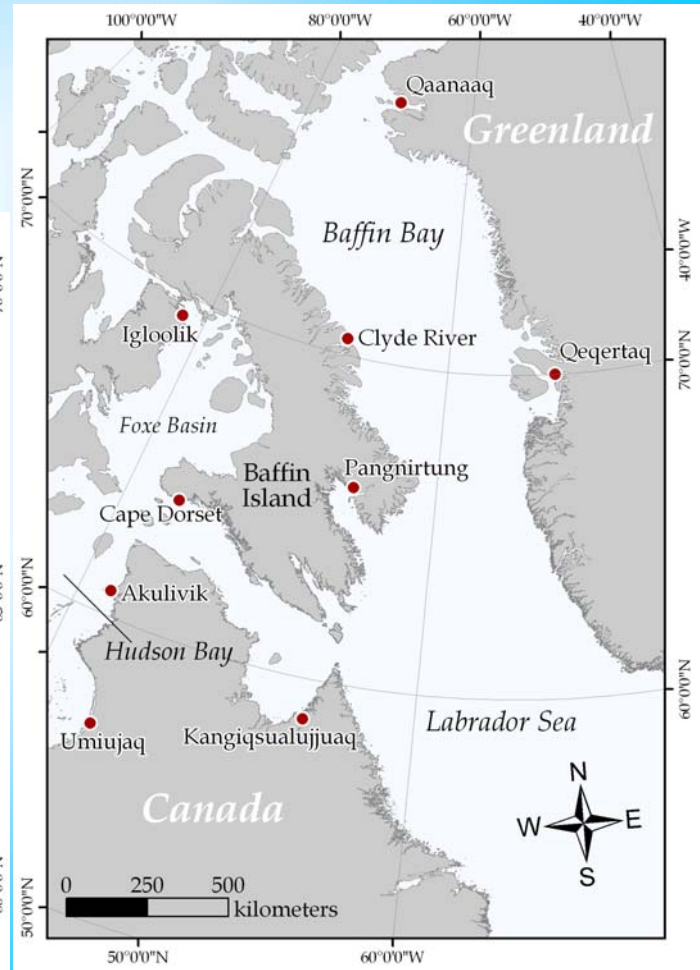 100°0'0"W
80°0'0"W
60°0'0"W
40°0'0"W
Qaanaaq
Greenland
70°0'0"N
Baffin Bay
40°0'0"W
Igloolik
Clyde River
Qeqertaq
70°0'0"N
Foxe Basin
Baffin
Island
Pangnirtung
Cape Dorset
60°0'0"N
Akulivik
Hudson Bay
60°0'0"N
Labrador Sea
Umiujaq
Kangiqsualujjuaq
Canada
N
W
E
S
0
250
500
kilometers
50°0'0"N
50°0'0"W
60°0'0"W